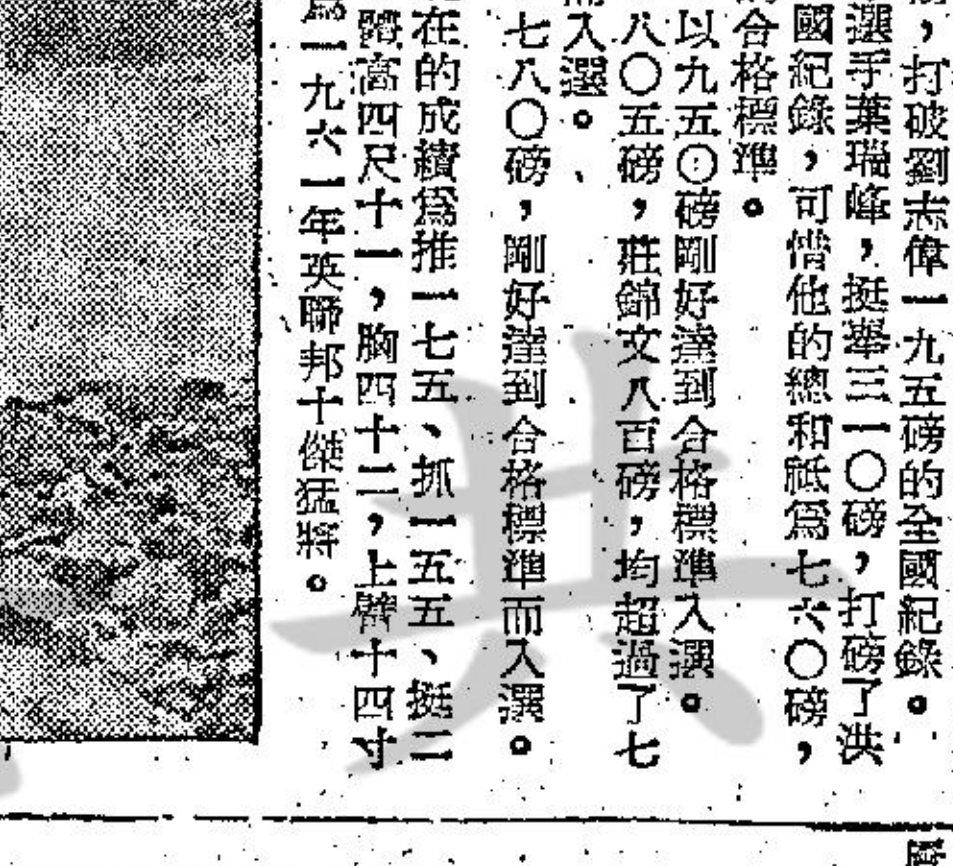 ，打破劉志偉一九五磅的全國紀錄。
選手葉瑞峰，挺舉三一〇磅，打磅了洪
國紀錄，可惜他的總和祗為七六〇磅，
合格標準。
以九五〇磅剛好達到合格標準入選。
八〇五磅，莊錦文八百磅，均超過了七
入選。
七八〇磅，剛好達到合格標準而入選。
在的成績為推一七五、抓一五五、挺二
體高四尺十一，胸四十二，上臂十四寸
為一九六一年英聯邦十傑猛將。
共